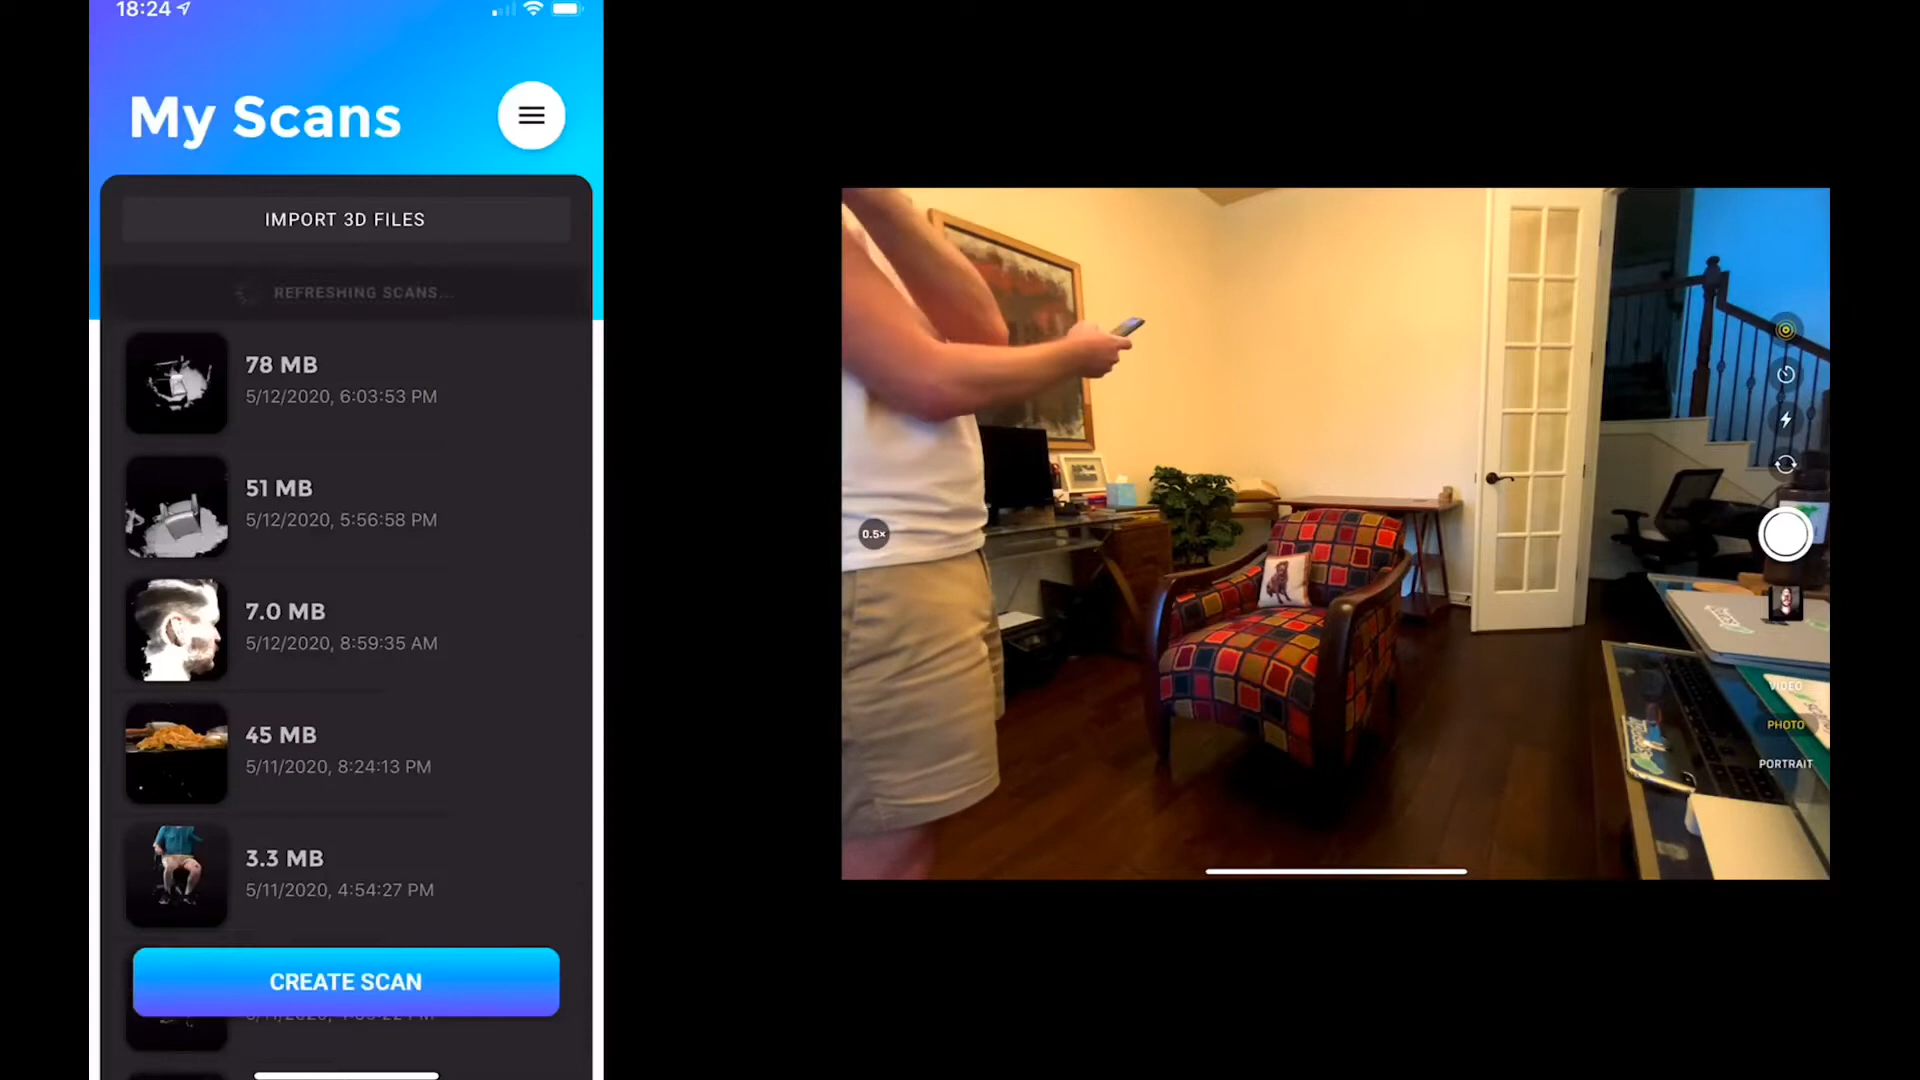 18:24
My Scans
IMPORT 3D FILES
REFRESHING SCANS...
78 MB
5/12/2020, 6:03:53 PM
51 MB
5/12/2020, 5:56:58 PM
7.0 MB
5/12/2020, 8:59:35 AM
45 MB
5/11/2020, 8:24:13 PM
3.3 MB
5/11/2020, 4:54:27 PM
CREATE SCAN
0.5×
VIDEO
PHOTO
PORTRAIT